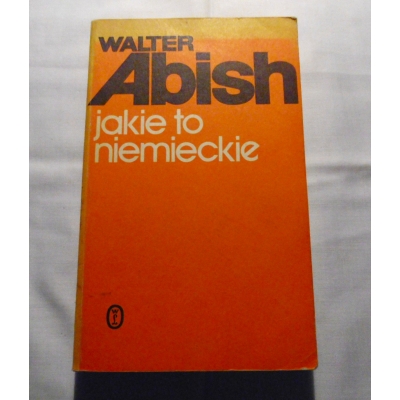 WALTER
Abish
jakie to
niemieckie